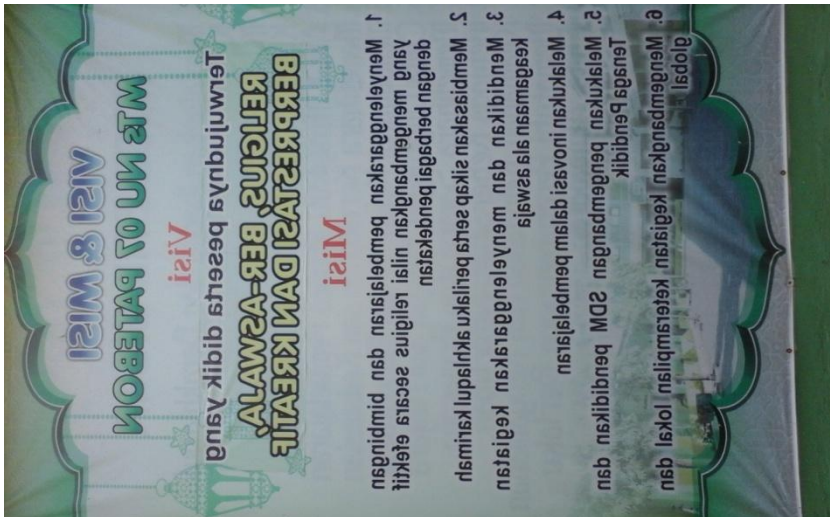 VISI & MISI
MTS NU 07 PATEBON
Visi
Terwujudnya peserta didik yang
RELIGIUS, BER-ASWAJA,
BERPRESTASI DAN KREATIF
Misi
1. Menyelenggarakan pembelajaran dan bimbingan
yang mengembangkan nilai religius secara efektif
dengan berbagai pendekatan
2. Membiasakan sikap serta perilaku akhlaqul karimah
3. Mendidikan dan menyelenggarakan kegiatan
keagamaan ala aswaja
4. Melakukan inovasi dalam pembelajaran
5. Melakukan pengembangan SDM pendidikan dan
Tenaga Pendidik
6. Mengembangkan kegiatan keterampilan lokal dan
global